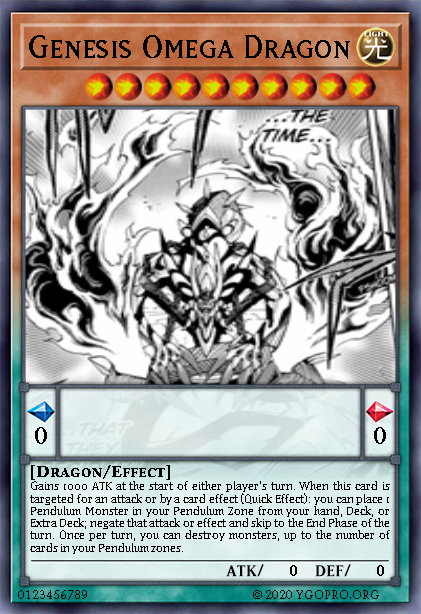 GENESIS OMEGA DRAGON
LIGHT
光
...THE
TIME...
...THAT
THEY
0
0
[DRAGON/EFFECT]
Gains 1000 ATK at the start of either player's turn. When this card is
targeted for an attack or by a card effect (Quick Effect): you can place 1
Pendulum Monster in your Pendulum Zone from your hand, Deck, or
Extra Deck; negate that attack or effect and skip to the End Phase of the
turn. Once per turn, you can destroy monsters, up to the number of
cards in your Pendulum zones.
ATK/ 0 DEF/ 0
0123456789 © 2020 YGOPRO.ORG